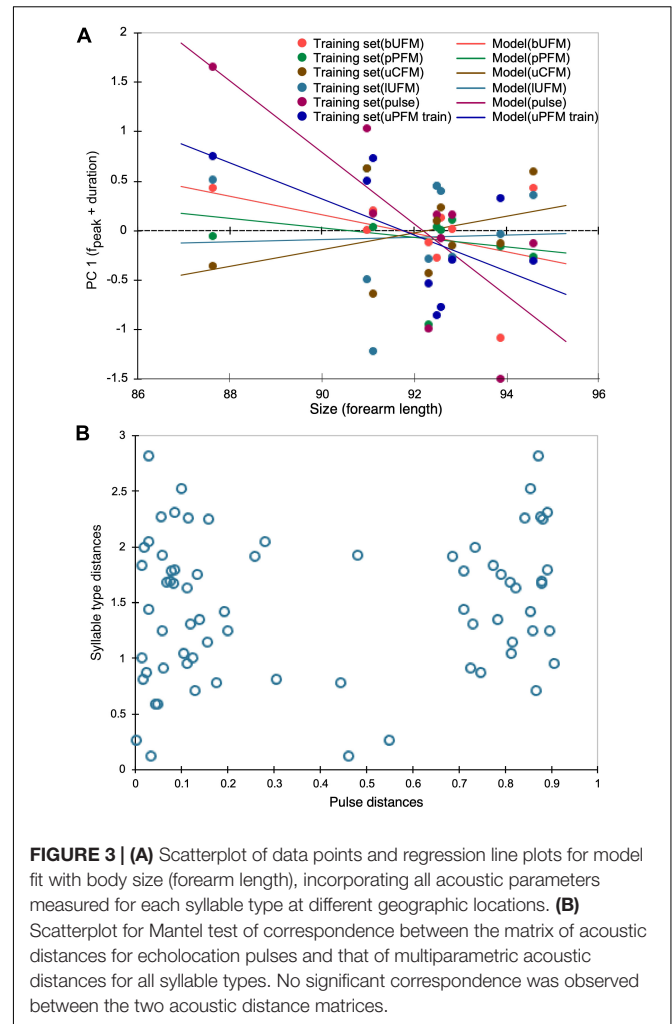 A
2
1.5
1
0.5
0
-0.5
-1
-1.5
PC 1 (fpeak + duration)
Training set(bUFM) Model(bUFM)
Training set(pPFM) Model(pPFM)
Training set(uCFM) Model(uCFM)
Training set(lUFM) Model(lUFM)
Training set(pulse) Model(pulse)
Training set(uPFM train) Model(uPFM train)
86 88 90 92 94 96
Size (forearm length)
B
3
2.5
2
1.5
1
0.5
0
Syllable type distances
0 0.1 0.2 0.3 0.4 0.5 0.6 0.7 0.8 0.9 1
Pulse distances
FIGURE 3 | (A) Scatterplot of data points and regression line plots for model
fit with body size (forearm length), incorporating all acoustic parameters
measured for each syllable type at different geographic locations. (B)
Scatterplot for Mantel test of correspondence between the matrix of acoustic
distances for echolocation pulses and that of multiparametric acoustic
distances for all syllable types. No significant correspondence was observed
between the two acoustic distance matrices.